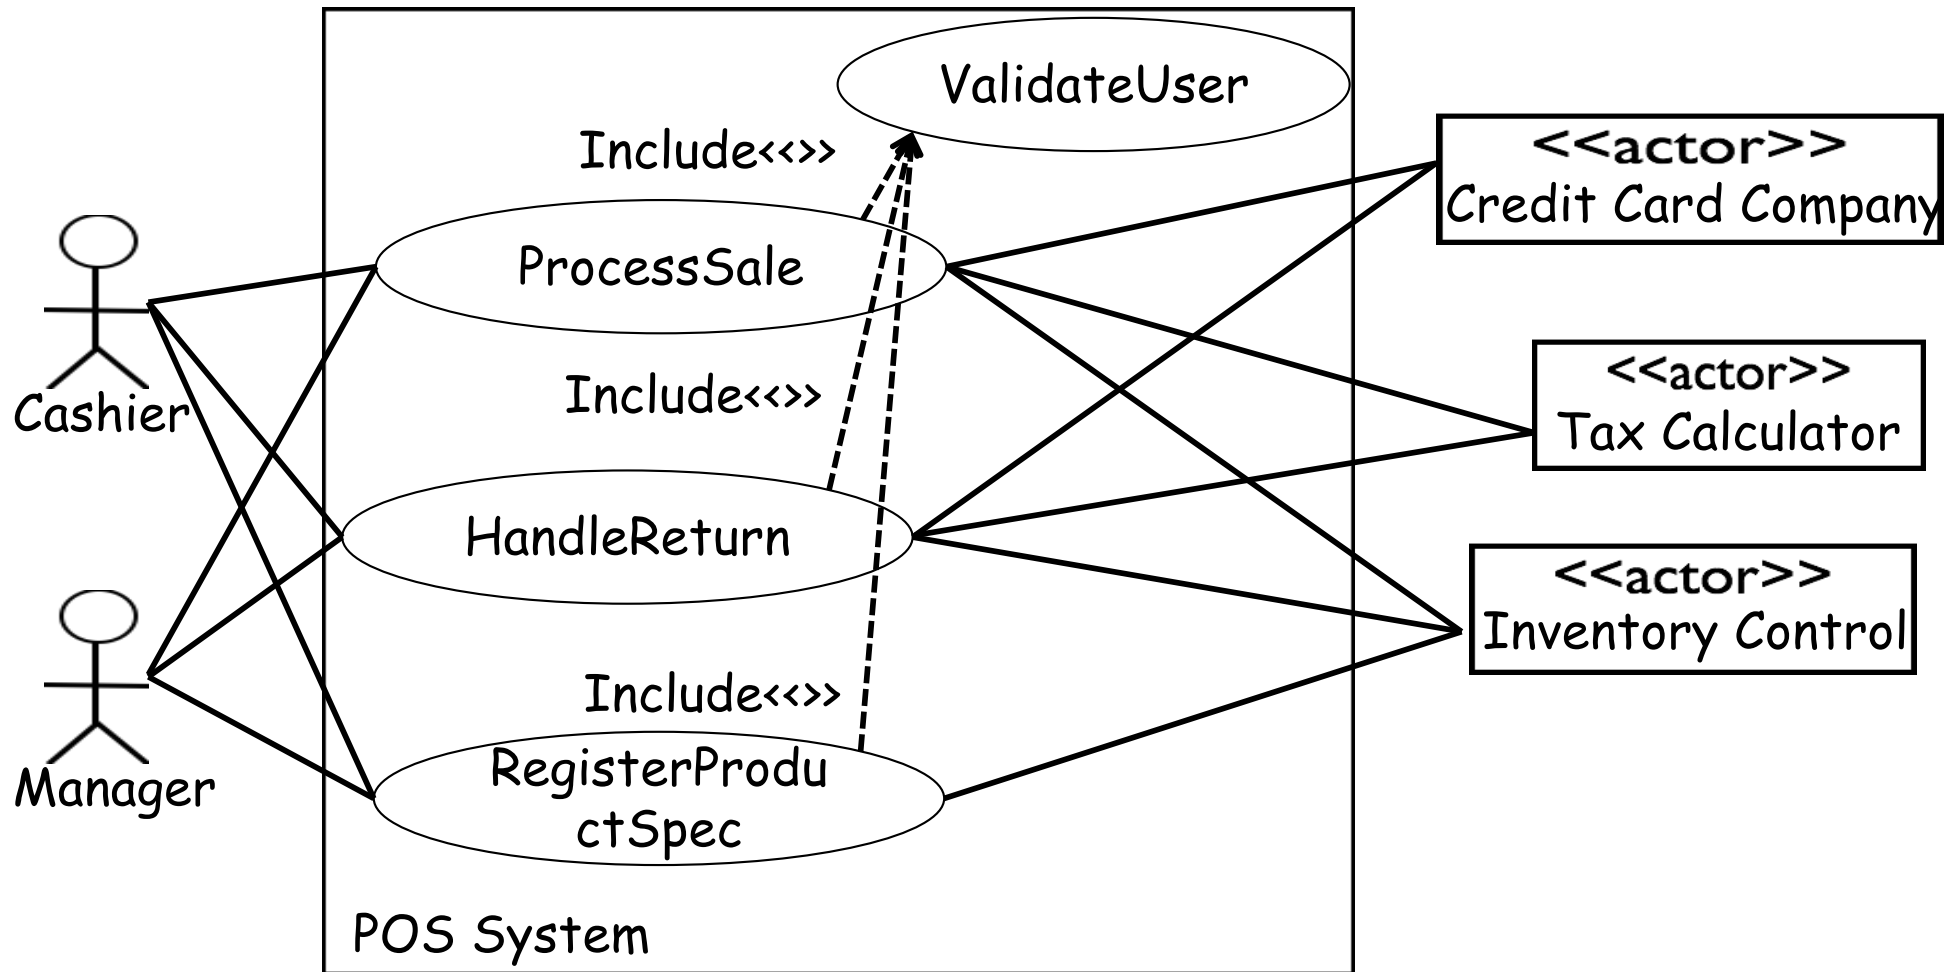 ValidateUser
Include<<>>
<<actor>>
Credit Card Company
ProcessSale
Cashier
Include<<>>
<<actor>>
Tax Calculator
HandleReturn
<<actor>>
Inventory Control
Manager
Include<<>>
RegisterProdu
ctSpec
POS System